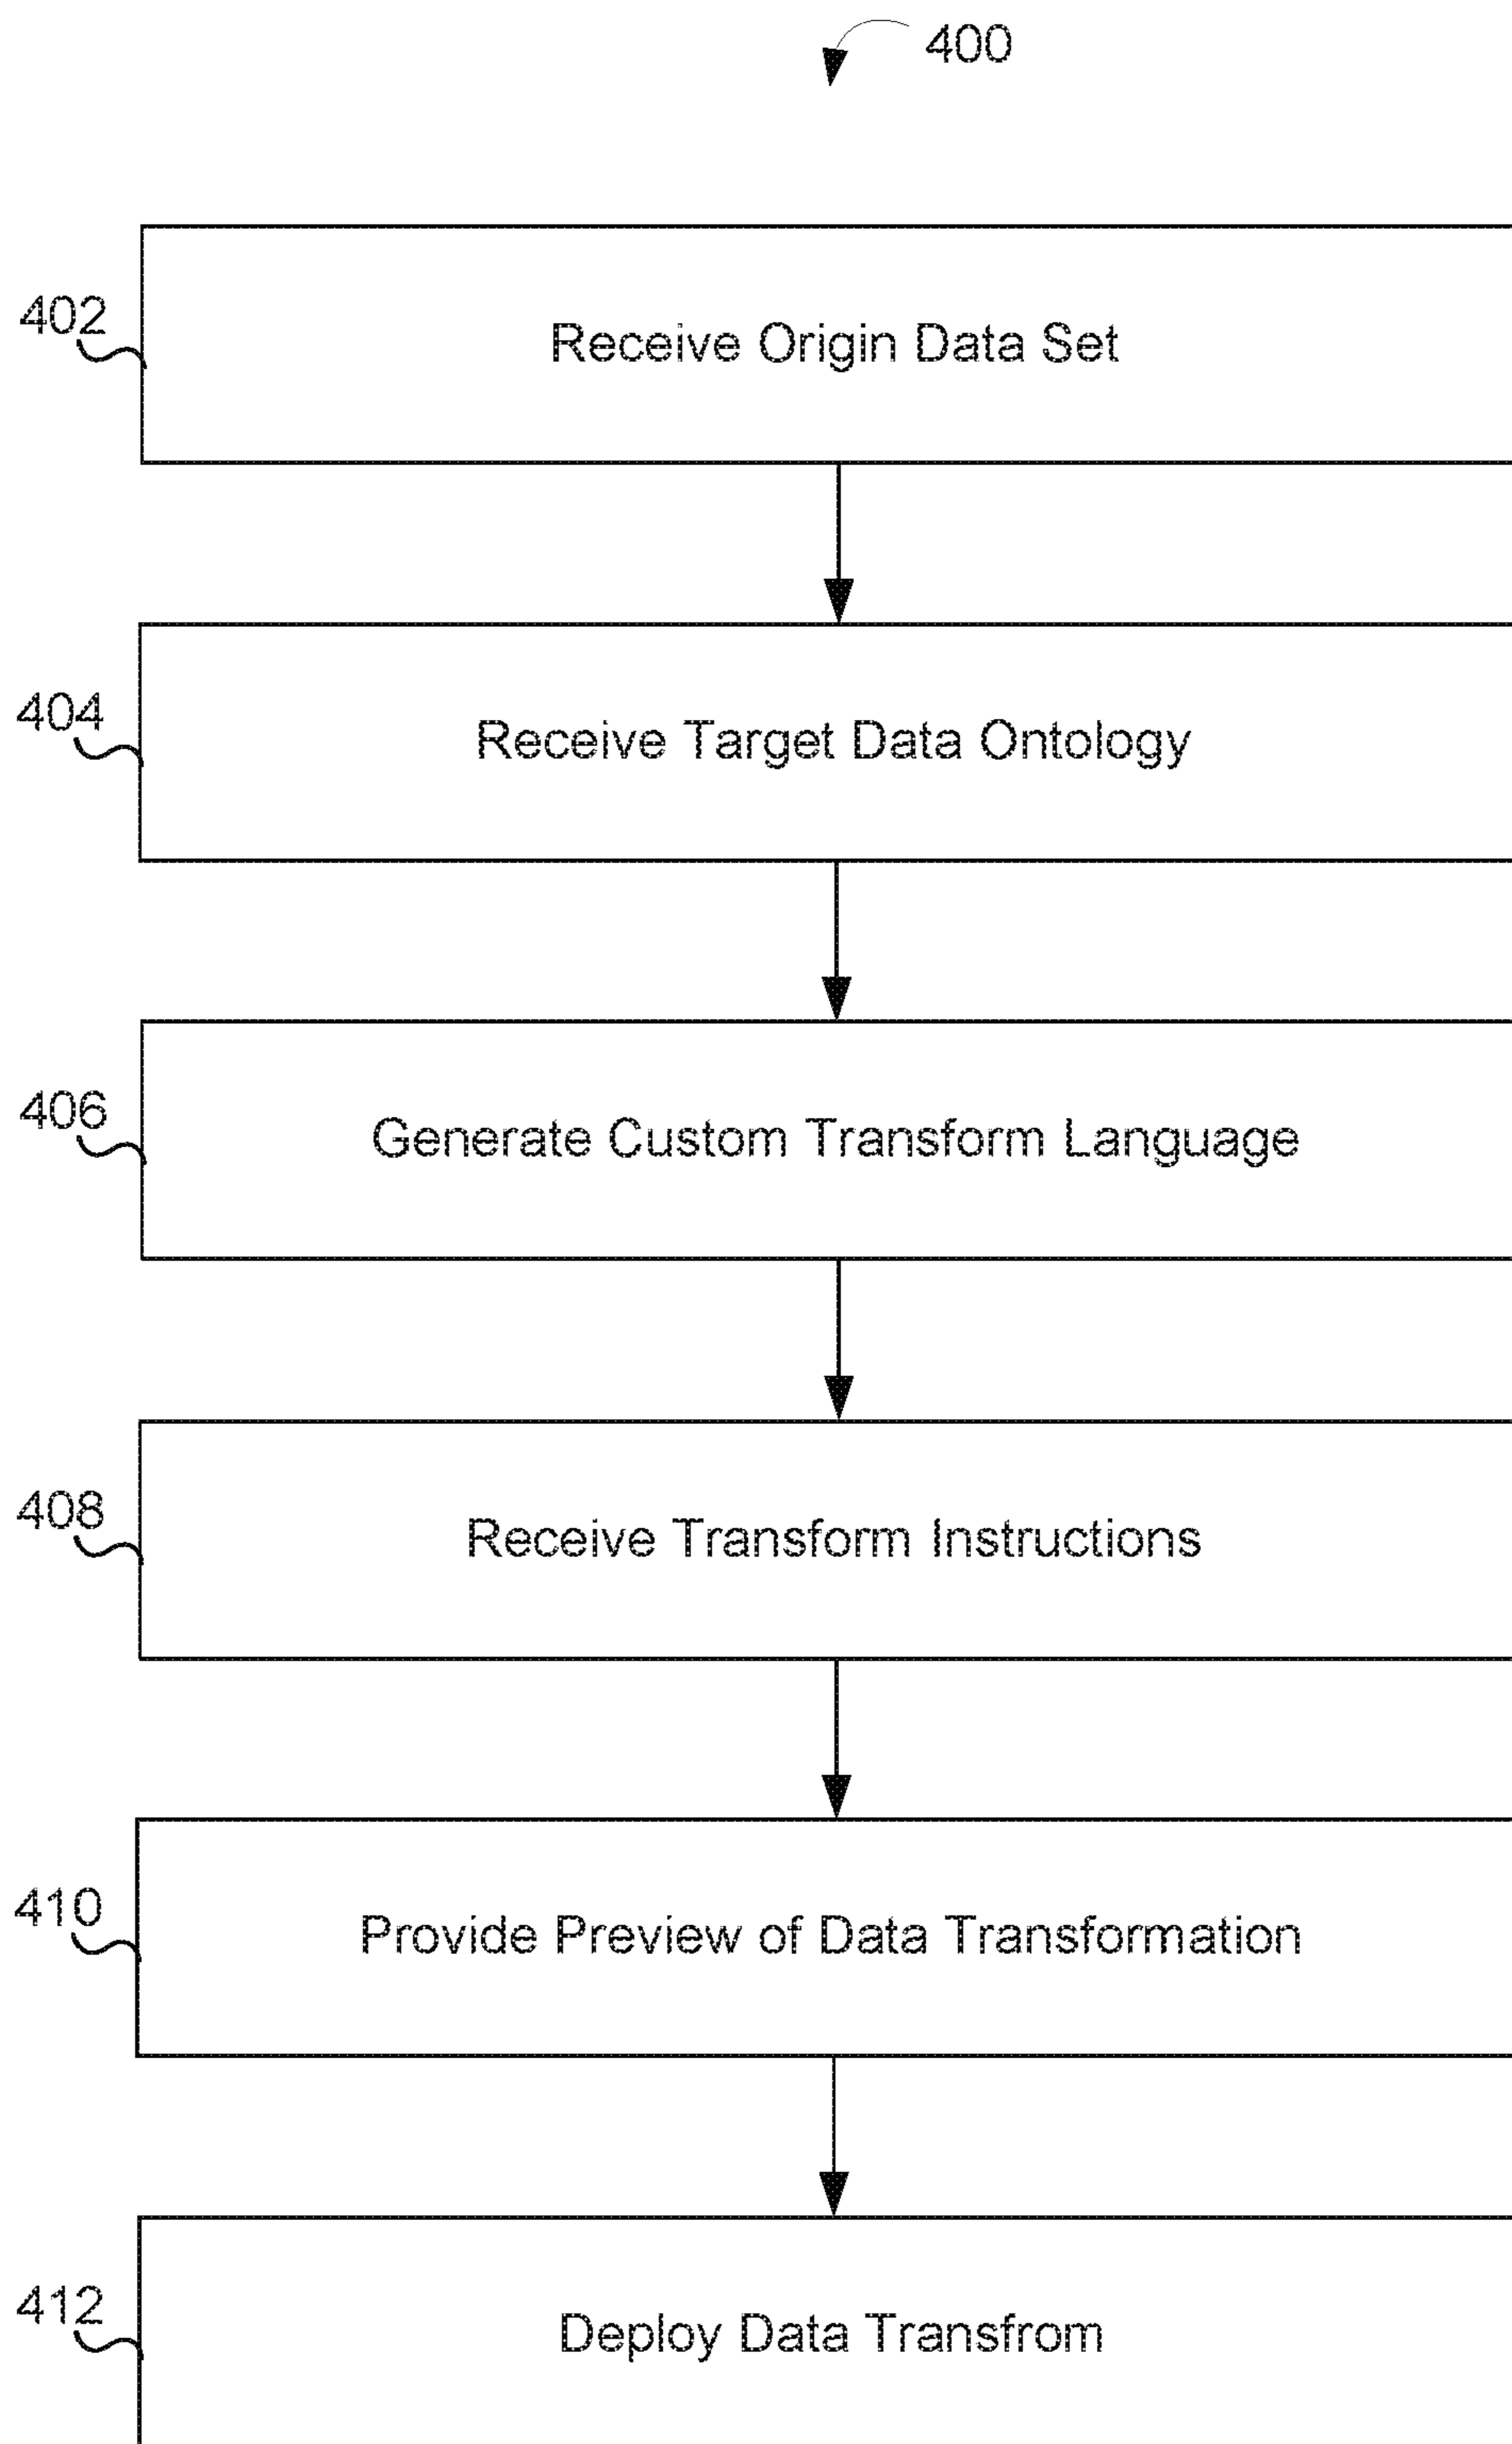 400
402
Receive Origin Data Set
404
Receive Target Data Ontology
406
Generate Custom Transform Language
408
Receive Transform Instructions
410
Provide Preview of Data Transformation
412
Deploy Data Transfrom